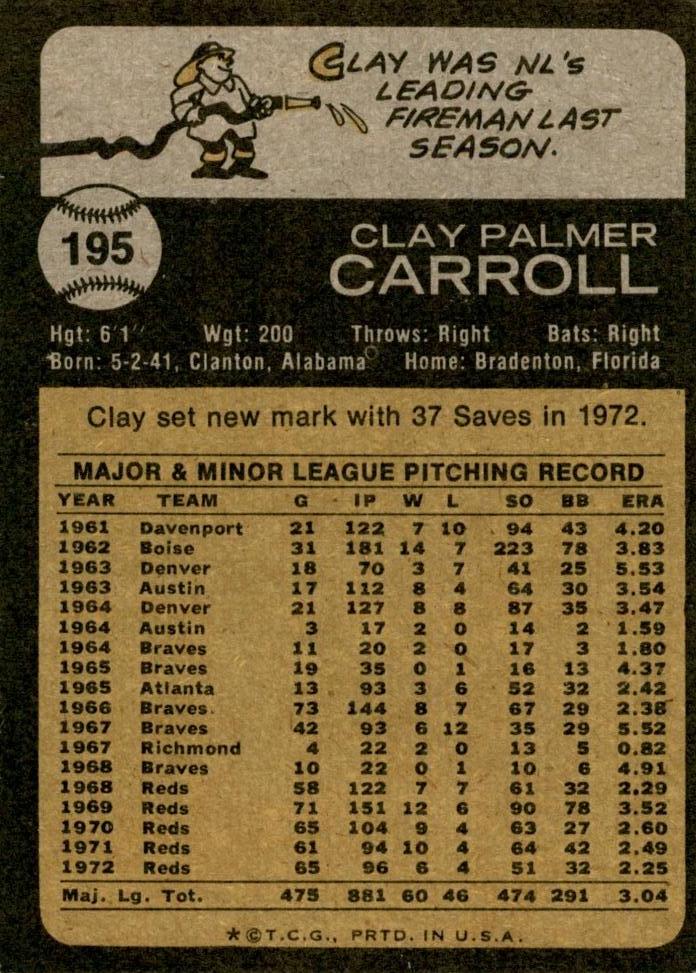 CLAY WAS NL's
LEADING
FIREMAN LAST
SEASON.
195
CLAY PALMER
CARROLL
Hgt: 6'1" Wgt: 200 Throws: Right Bats: Right
*Born: 5-2-41, Clanton, Alabama Home: Bradenton, Florida
Clay set new mark with 37 Saves in 1972.
MAJOR & MINOR LEAGUE PITCHING RECORD
YEAR TEAM G IP W L SO BB ERA
1961 Davenport 21 122 7 10 94 43 4.20
1962 Boise 31 181 14 7 223 78 3.83
1963 Denver 18 70 3 7 41 25 5.53
1963 Austin 17 112 8 4 64 30 3.54
1964 Denver 21 127 8 8 87 35 3.47
1964 Austin 3 17 2 0 14 2 1.59
1964 Braves 11 20 2 0 17 3 1.80
1965 Braves 19 35 0 1 16 13 4.37
1965 Atlanta 13 93 3 6 52 32 2.42
1966 Braves. 73 144 8 7 67 29 2.38
1967 Braves 42 93 6 12 35 29 5.52
1967 Richmond 4 22 2 0 13 5 0.82
1968 Braves 10 22 0 1 10 6 4.91
1968 Reds 58 122 7 7 61 32 2.29
1969 Reds 71 151 12 6 90 78 3.52
1970 Reds 65 104 9 4 63 27 2.60
1971 Reds 61 94 10 4 64 42 2.49
1972 Reds 65 96 6 4 51 32 2.25
Maj. Lg. Tot. 475 881 60 46 474 291 3.04
*©T.C.G., PRTD. IN U.S.A.